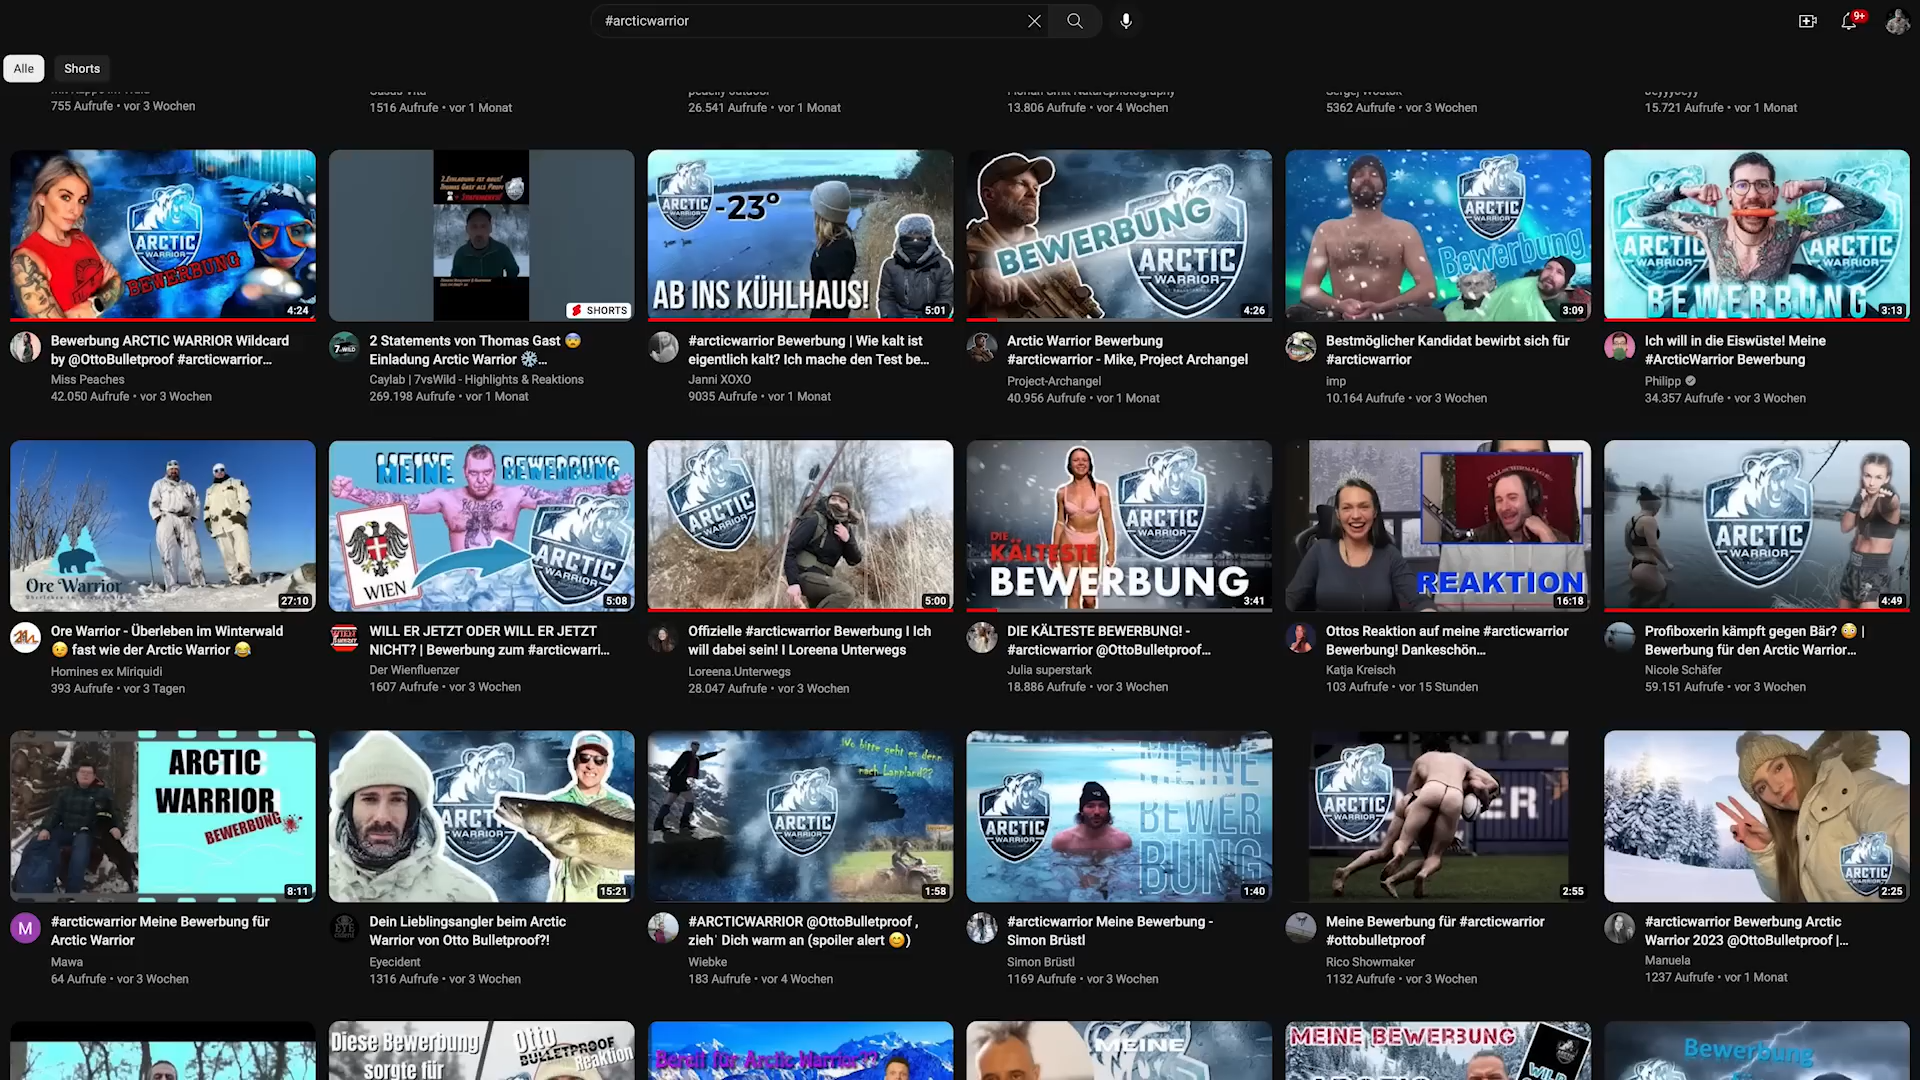 #arcticwarrior
9+
Alle
Shorts
755 Aufrufe • vor 3 Wochen
1516 Aufrufe • vor 1 Monat
26.541 Aufrufe • vor 1 Monat
13.806 Aufrufe • vor 4 Wochen
5362 Aufrufe • vor 3 Wochen
15.721 Aufrufe • vor 1 Monat
ARCTIC
WARRIOR
BEWERBUNG
4:24
SHORTS
ARCTIC
WARRIOR
-23°
AB INS KÜHLHAUS!
5:01
BEWERBUNG
ARCTIC
WARRIOR
4:26
ARCTIC
WARRIOR
Bewerbung
3:09
ARCTIC
WARRIOR
ARCTIC
WARRIOR
BEWERBUNG
3:13
Bewerbung ARCTIC WARRIOR Wildcard
by @OttoBulletproof #arcticwarrior...
Miss Peaches
42.050 Aufrufe • vor 3 Wochen
2 Statements von Thomas Gast 😨
Einladung Arctic Warrior ❄️...
Caylab | 7vsWild - Highlights & Reaktions
269.198 Aufrufe • vor 1 Monat
#arcticwarrior Bewerbung | Wie kalt ist
eigentlich kalt? Ich mache den Test be...
Janni XOXO
9035 Aufrufe • vor 1 Monat
Arctic Warrior Bewerbung
#arcticwarrior - Mike, Project Archangel
Project-Archangel
40.956 Aufrufe • vor 1 Monat
Bestmöglicher Kandidat bewirbt sich für
#arcticwarrior
imp
10.164 Aufrufe • vor 3 Wochen
Ich will in die Eiswüste! Meine
#ArcticWarrior Bewerbung
Philipp
34.357 Aufrufe • vor 3 Wochen
Ore Warrior
27:10
MEINE BEWERBUNG
WIEN
ARCTIC
WARRIOR
5:08
ARCTIC
WARRIOR
5:00
ARCTIC
WARRIOR
DIE
KÄLTESTE
BEWERBUNG
3:41
REAKTION
16:18
ARCTIC
WARRIOR
4:49
Ore Warrior - Überleben im Winterwald
😉 fast wie der Arctic Warrior 😂
Homines ex Miriquidi
393 Aufrufe • vor 3 Tagen
WILL ER JETZT ODER WILL ER JETZT
NICHT? | Bewerbung zum #arcticwarri...
Der Wienfluenzer
1607 Aufrufe • vor 3 Wochen
Offizielle #arcticwarrior Bewerbung I Ich
will dabei sein! I Loreena Unterwegs
Loreena.Unterwegs
28.047 Aufrufe • vor 3 Wochen
DIE KÄLTESTE BEWERBUNG! -
#arcticwarrior @OttoBulletproof...
Julia superstark
18.886 Aufrufe • vor 3 Wochen
Ottos Reaktion auf meine #arcticwarrior
Bewerbung! Dankeschön...
Katja Kreisch
103 Aufrufe • vor 15 Stunden
Profiboxerin kämpft gegen Bär? 😳 |
Bewerbung für den Arctic Warrior...
Nicole Schäfer
59.151 Aufrufe • vor 3 Wochen
ARCTIC
WARRIOR
BEWERBUNG
8:11
WARRIOR
15:21
Wo bitte geht es denn
nach Lappland??
ARCTIC
WARRIOR
1:58
ARCTIC
WARRIOR
MEINE
BEWER
BUNG
1:40
ARCTIC
WARRIOR
2:55
ARCTIC
WARRIOR
2:25
M
#arcticwarrior Meine Bewerbung für
Arctic Warrior
Mawa
64 Aufrufe • vor 3 Wochen
Dein Lieblingsangler beim Arctic
Warrior von Otto Bulletproof?!
Eyecident
1316 Aufrufe • vor 3 Wochen
#ARCTICWARRIOR @OttoBulletproof ,
zieh` Dich warm an (spoiler alert 😊)
Wiebke
183 Aufrufe • vor 4 Wochen
#arcticwarrior Meine Bewerbung -
Simon Brüstl
Simon Brüstl
1169 Aufrufe • vor 3 Wochen
Meine Bewerbung für #arcticwarrior
#ottobulletproof
Rico Showmaker
1132 Aufrufe • vor 3 Wochen
#arcticwarrior Bewerbung Arctic
Warrior 2023 @OttoBulletproof |...
Manuela
1237 Aufrufe • vor 1 Monat
Diese Bewerbung
sorgte für
Otto
BULLETPROOF
Reaktion
Bereit für Arctic Warrior??
MEINE
MEINE BEWERBUNG
WILD
Bewerbung